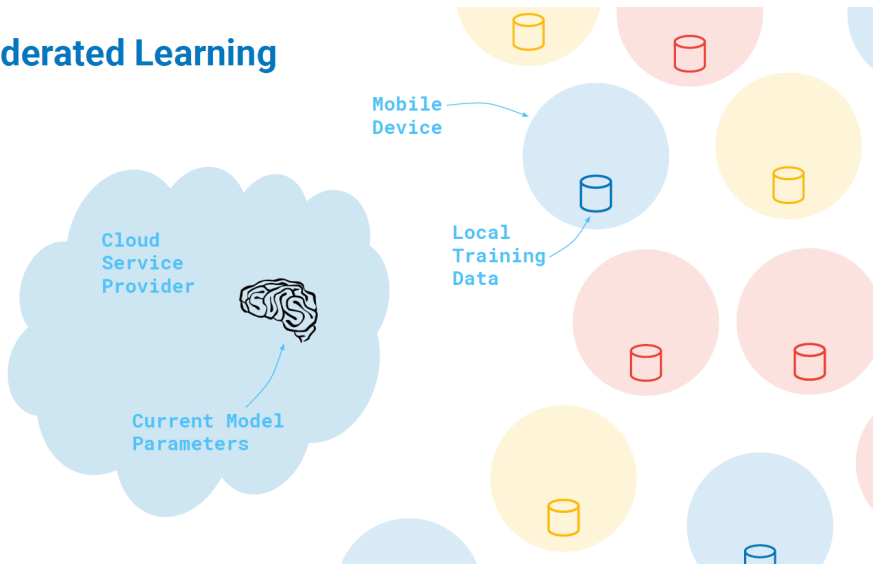 derated Learning
Mobile
Device
Local
Training
Data
Cloud
Service
Provider
Current Model
Parameters